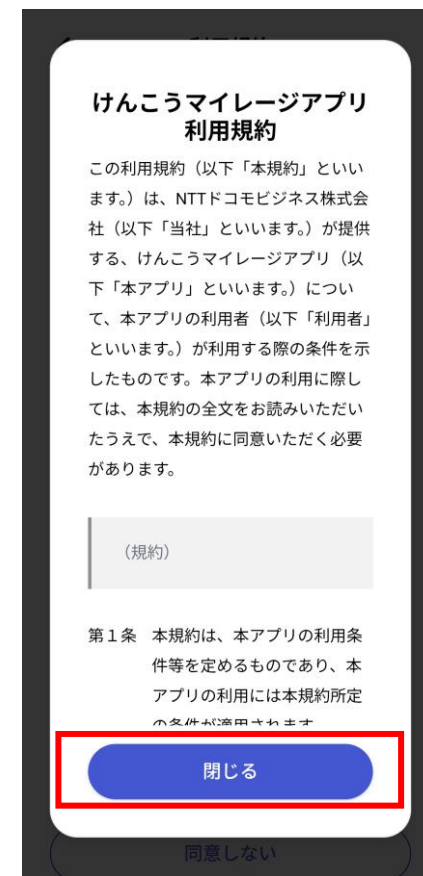 けんこうマイレージアプリ
利用規約
この利用規約（以下「本規約」といい
ます。）は、NTTドコモビジネス株式会
社（以下「当社」といいます。）が提供
する、けんこうマイレージアプリ（以
下「本アプリ」といいます。）につい
て、本アプリの利用者（以下「利用者」
といいます。）が利用する際の条件を示
したものです。本アプリの利用に際し
ては、本規約の全文をお読みいただい
たうえで、本規約に同意いただく必要
があります。
（規約）
第１条 本規約は、本アプリの利用条
件等を定めるものであり、本
アプリの利用には本規約所定
の条件が適用されます
閉じる
同意しない